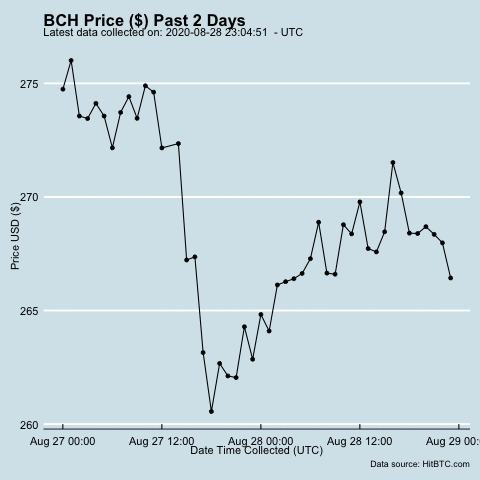 BCH Price ($) Past 2 Days
Latest data collected on: 2020-08-28 23:04:51  - UTC
275
270
265
260
Price USD ($)
Aug 27 00:00 Aug 27 12:00 Aug 28 00:00 Aug 28 12:00 Aug 29 00:
Date Time Collected (UTC)
Data source: HitBTC.com